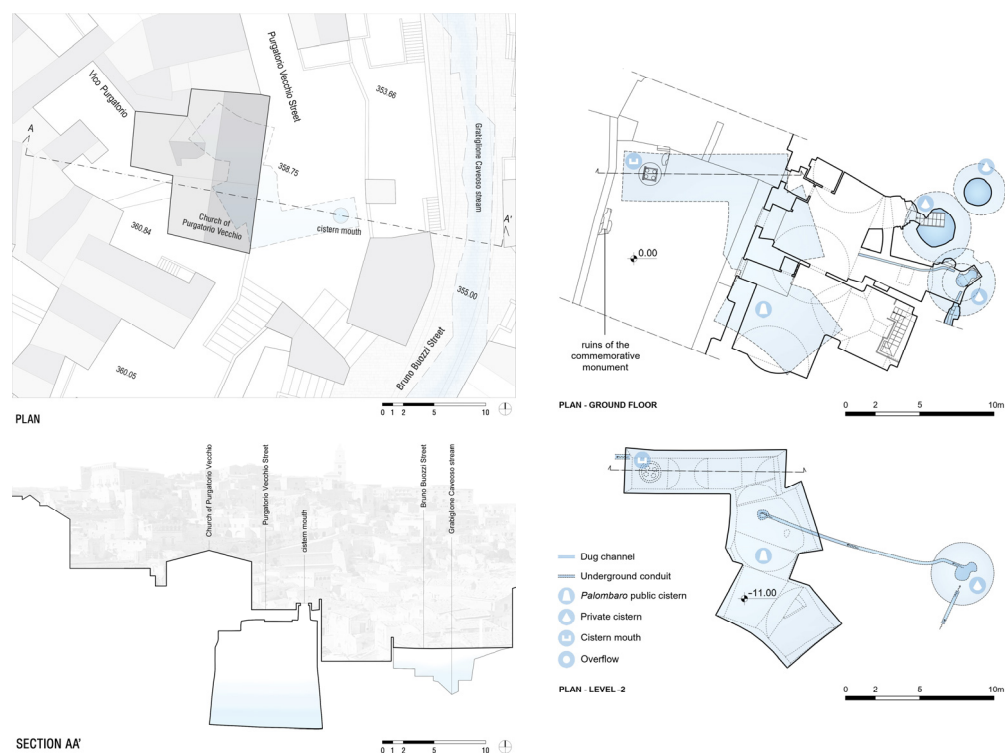 Vico Purgatorio
Purgatorio Vecchio Street
353.66
Grabiglione Caveoso stream
A
358.75
A'
Church of
Purgatorio Vecchio
cistern mouth
360.84
355.00
360.05
Bruno Buozzi Street
PLAN
0 1 2 5 10
0.00
ruins of the
commemorative
monument
PLAN - GROUND FLOOR
0 2 5 10m
Church of Purgatorio Vecchio
Purgatorio Vecchio Street
cistern mouth
Bruno Buozzi Street
Grabiglione Caveoso stream
SECTION AA'
0 1 2 5 10
Dug channel
Underground conduit
Palombaro public cistern
Private cistern
Cistern mouth
Overflow
-11.00
PLAN - LEVEL -2
0 2 5 10m